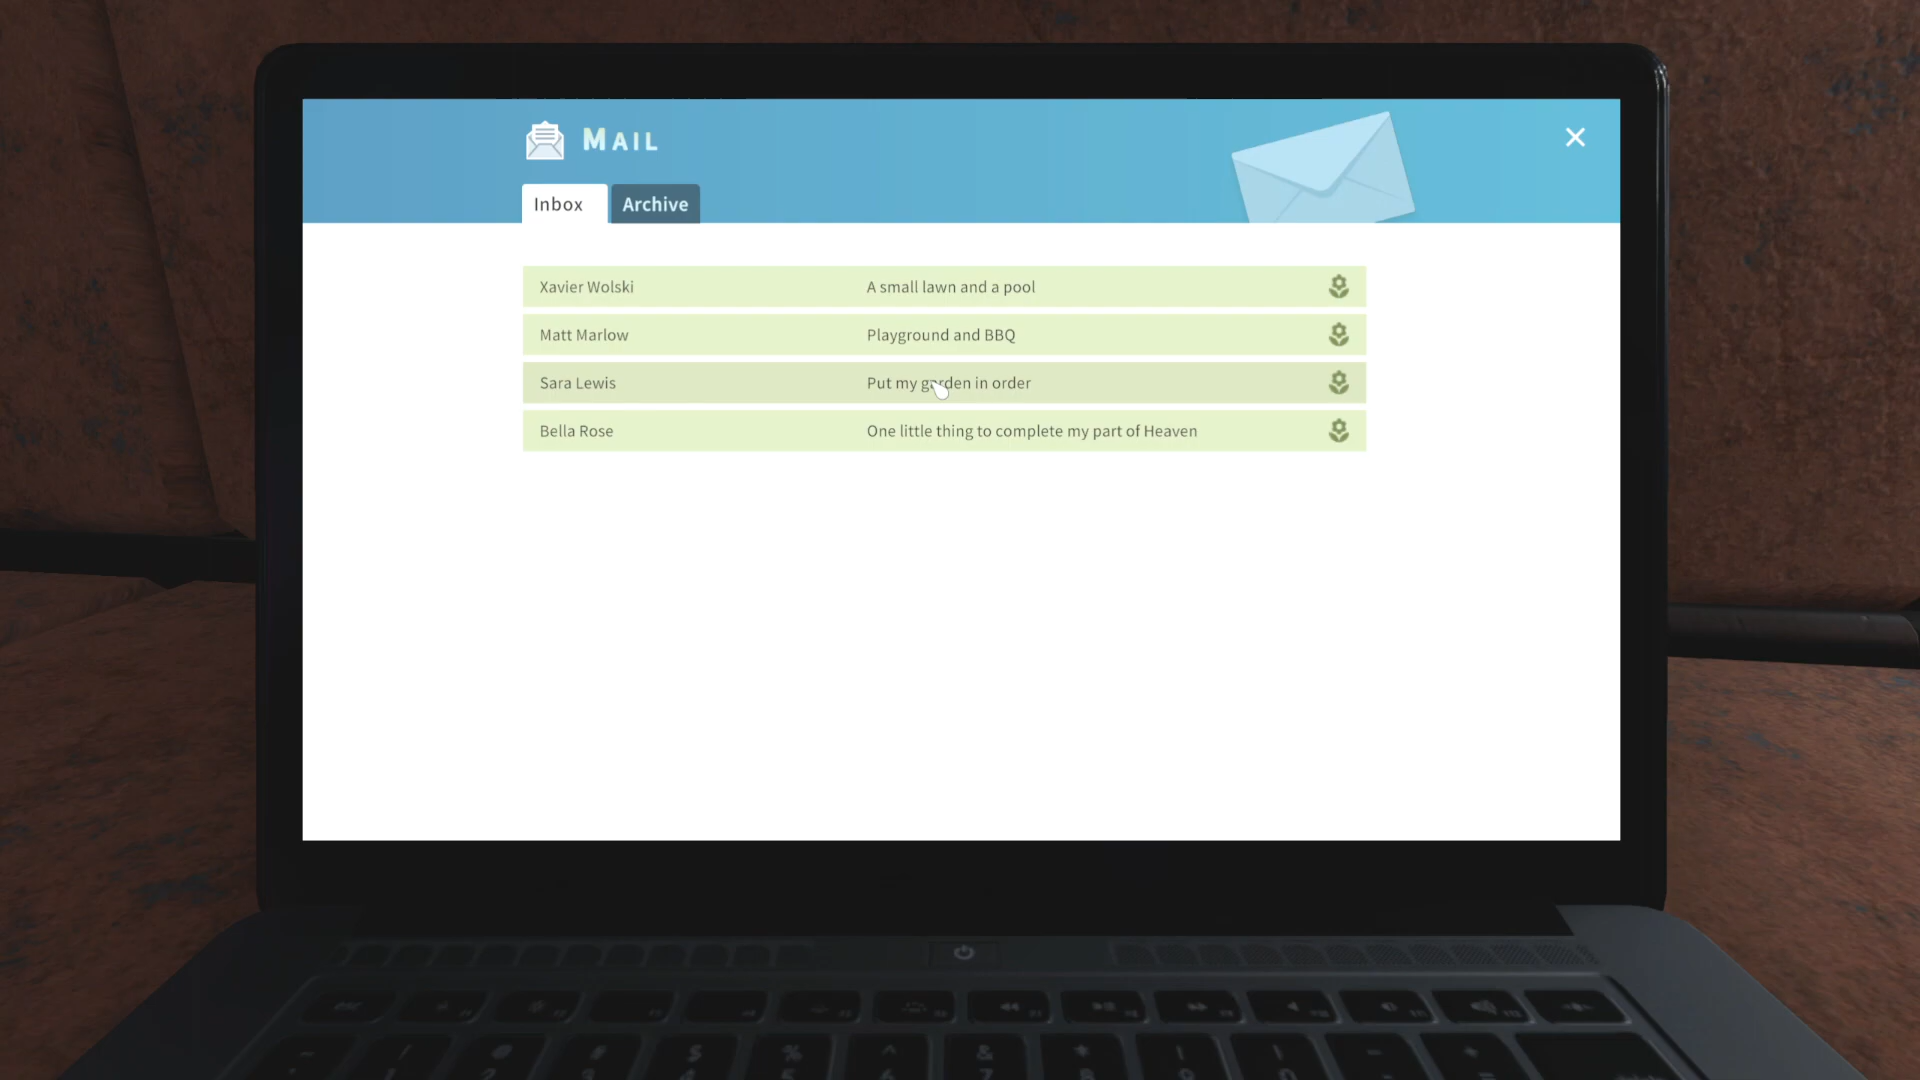 MAIL
Inbox
Archive
Xavier Wolski A small lawn and a pool
Matt Marlow Playground and BBQ
Sara Lewis Put my garden in order
Bella Rose One little thing to complete my part of Heaven
esc
$ % ^ & *